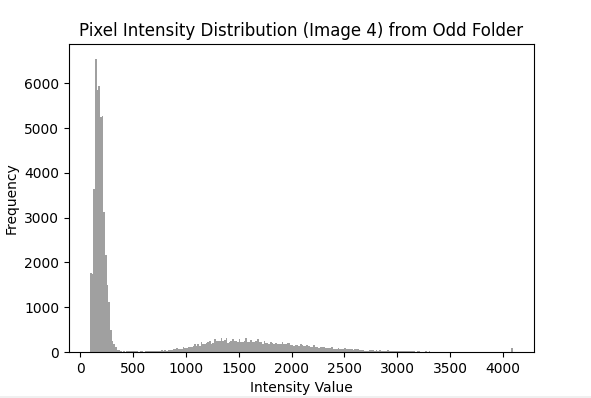 Pixel Intensity Distribution (Image 4) from Odd Folder
6000
5000
4000
3000
2000
1000
0
Frequency
0 500 1000 1500 2000 2500 3000 3500 4000
Intensity Value